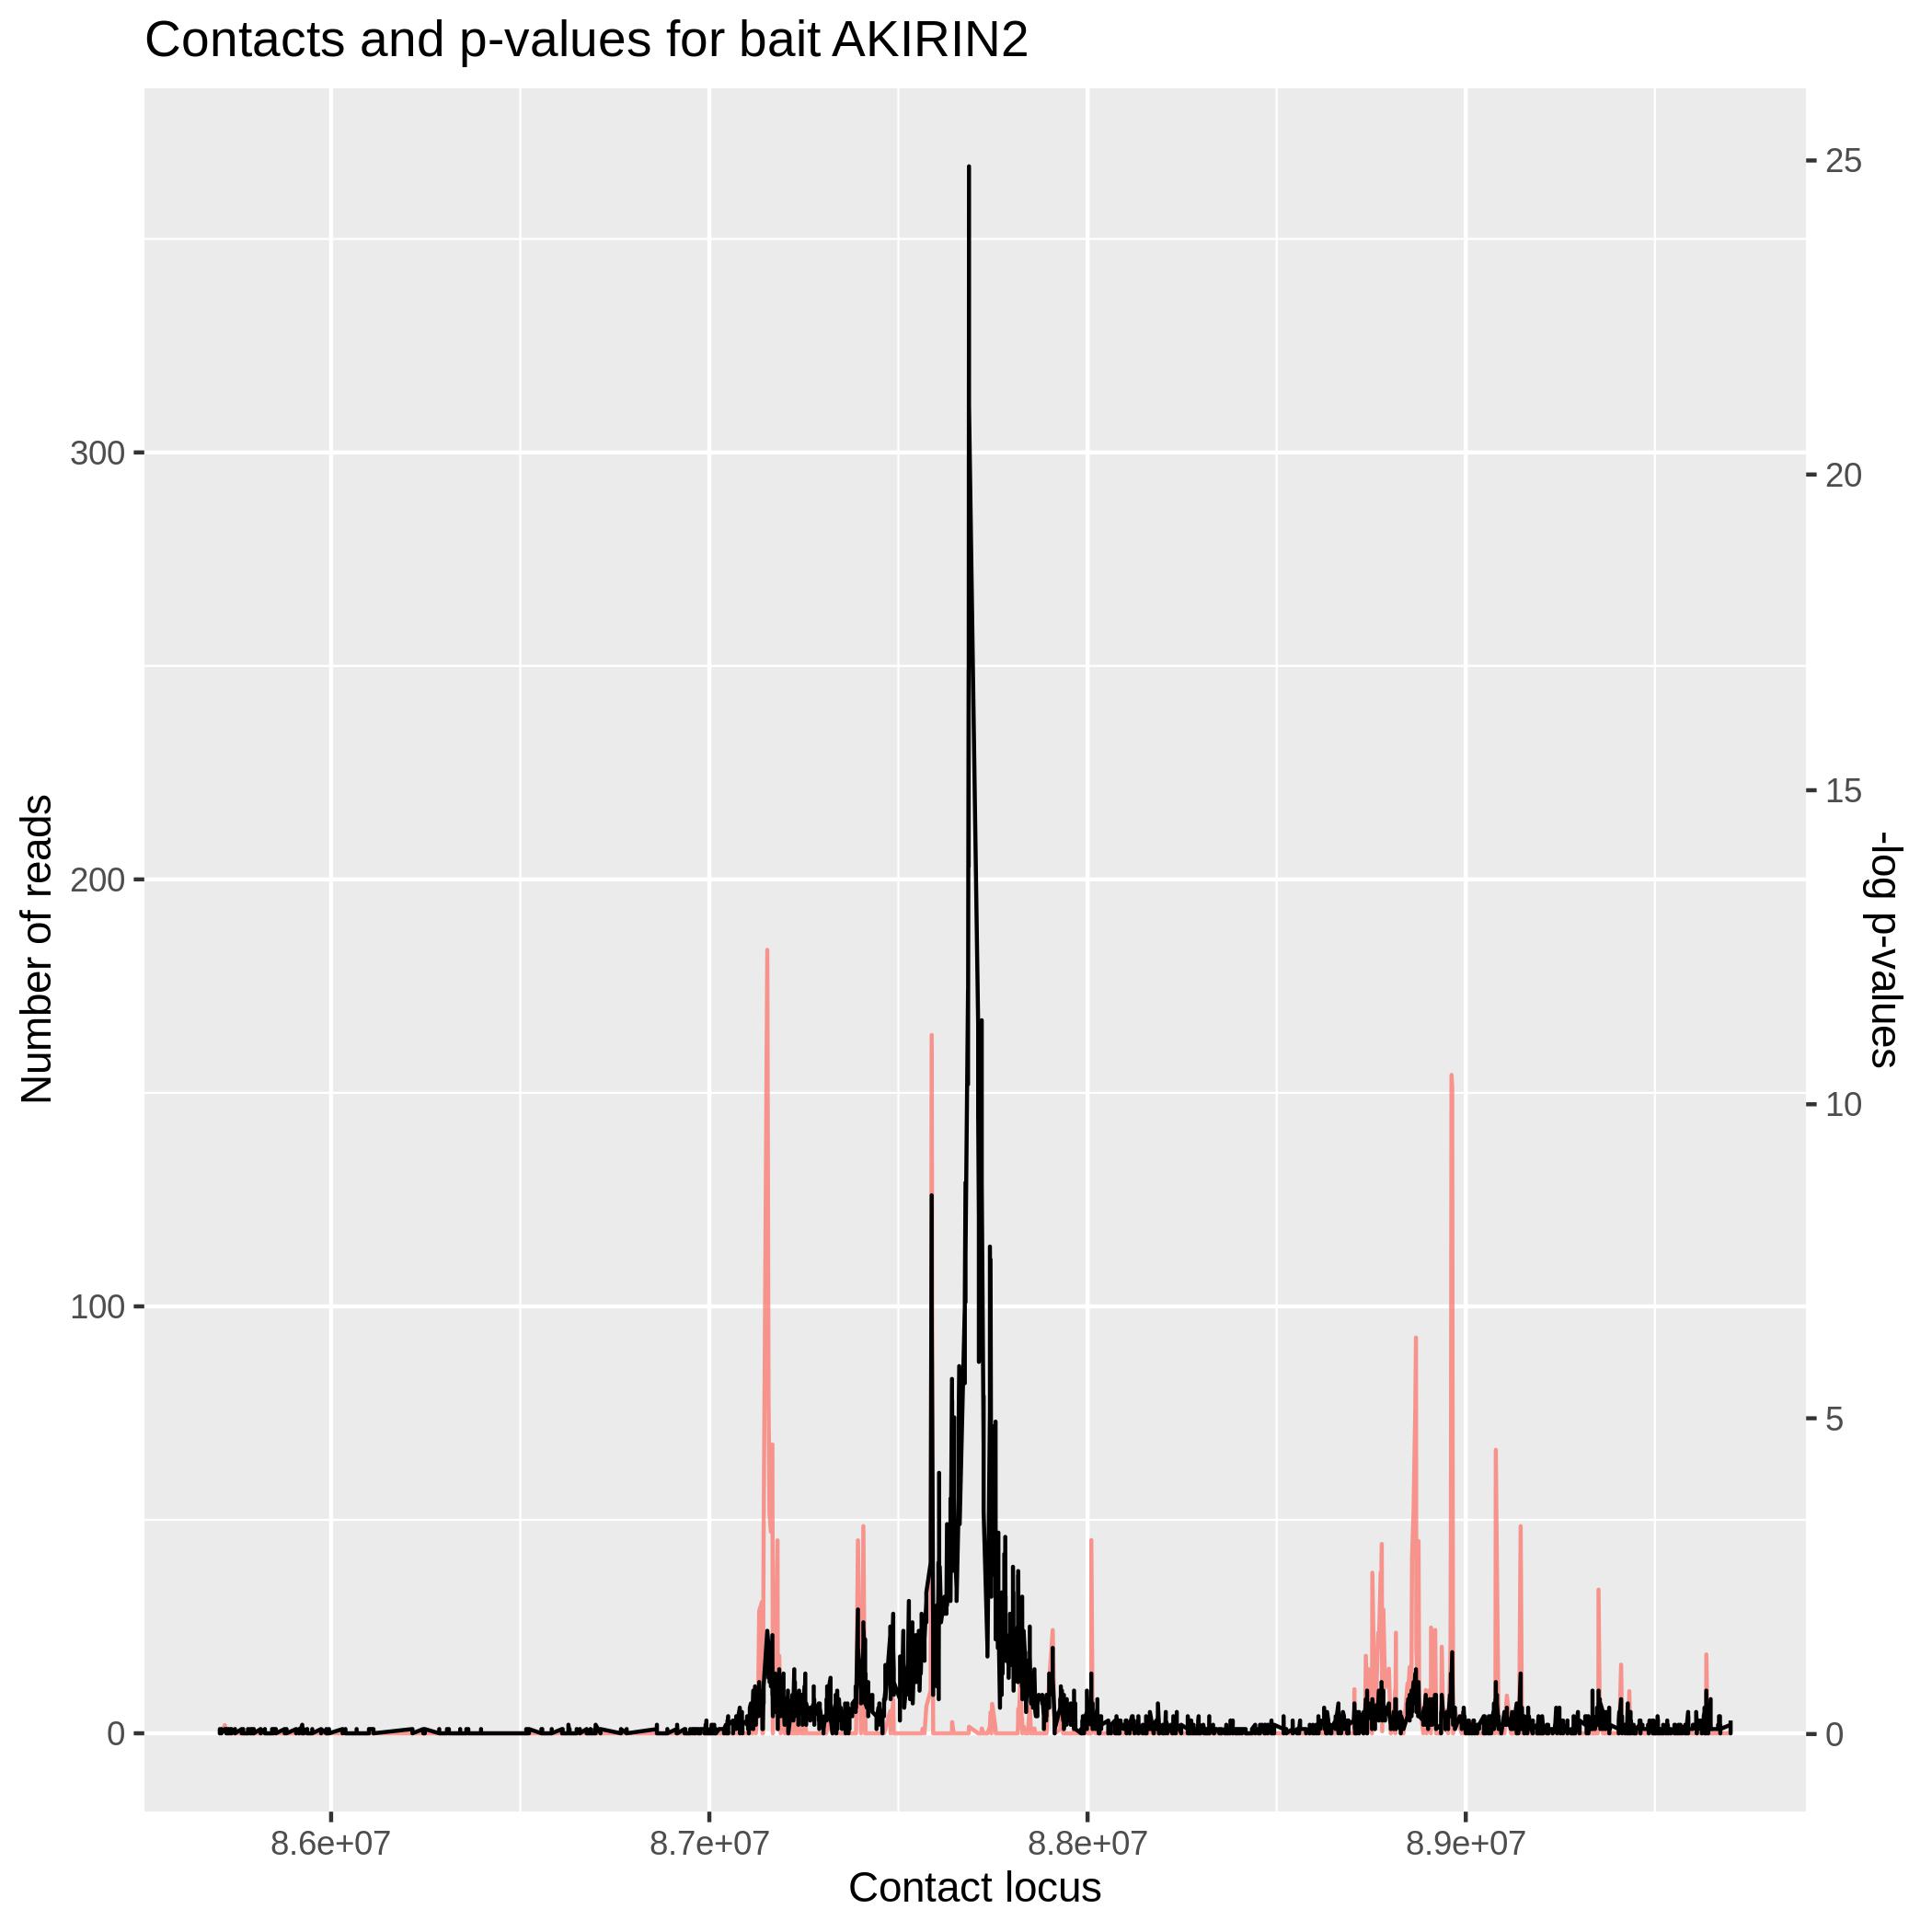 Contacts and p-values for bait AKIRIN2
Number of reads
300
200
100
0
25
20
15
10
5
0
-log p-values
8.6e+07
8.7e+07
8.8e+07
8.9e+07
Contact locus